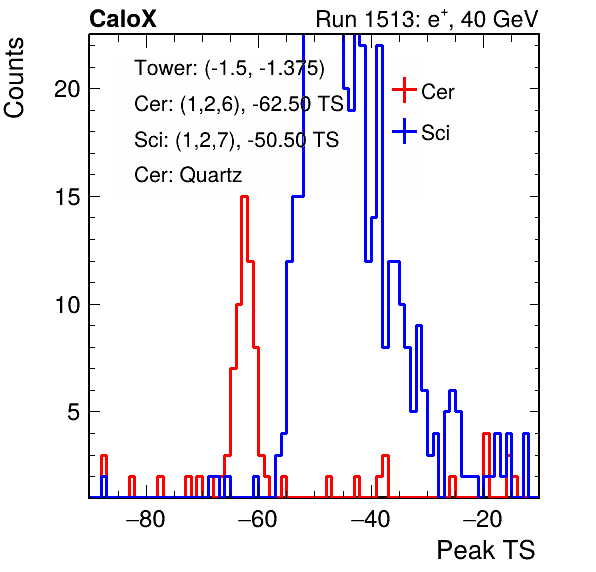 CaloX Run 1513: e⁺, 40 GeV
Counts
Tower: (-1.5, -1.375)
Cer: (1,2,6), -62.50 TS
Sci: (1,2,7), -50.50 TS
Cer: Quartz
Cer
Sci
20
15
10
5
−80 −60 −40 −20
Peak TS